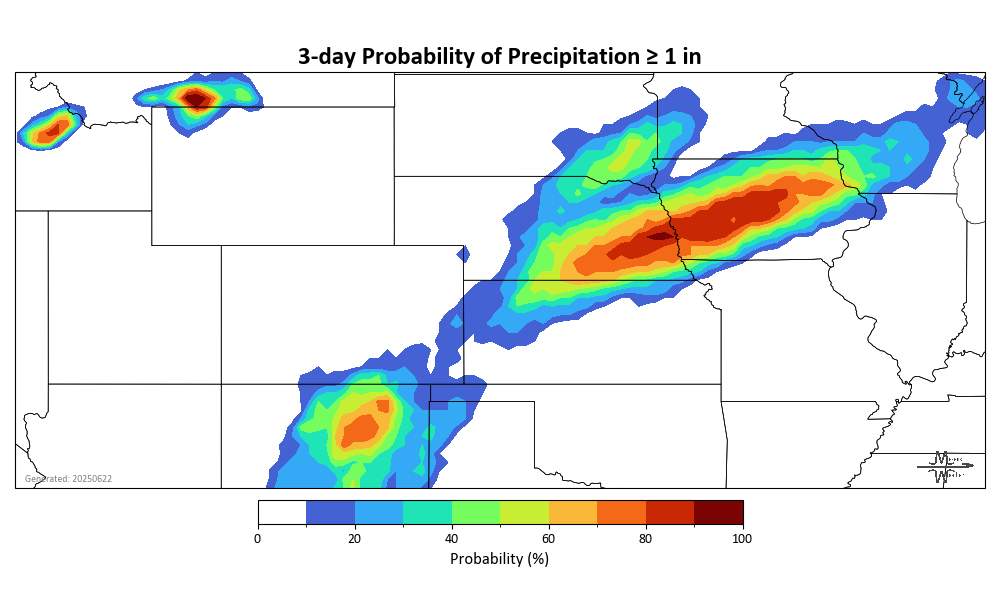 3-day Probability of Precipitation ≥ 1 in
Generated: 20250622
0 20 40 60 80 100
Probability (%)